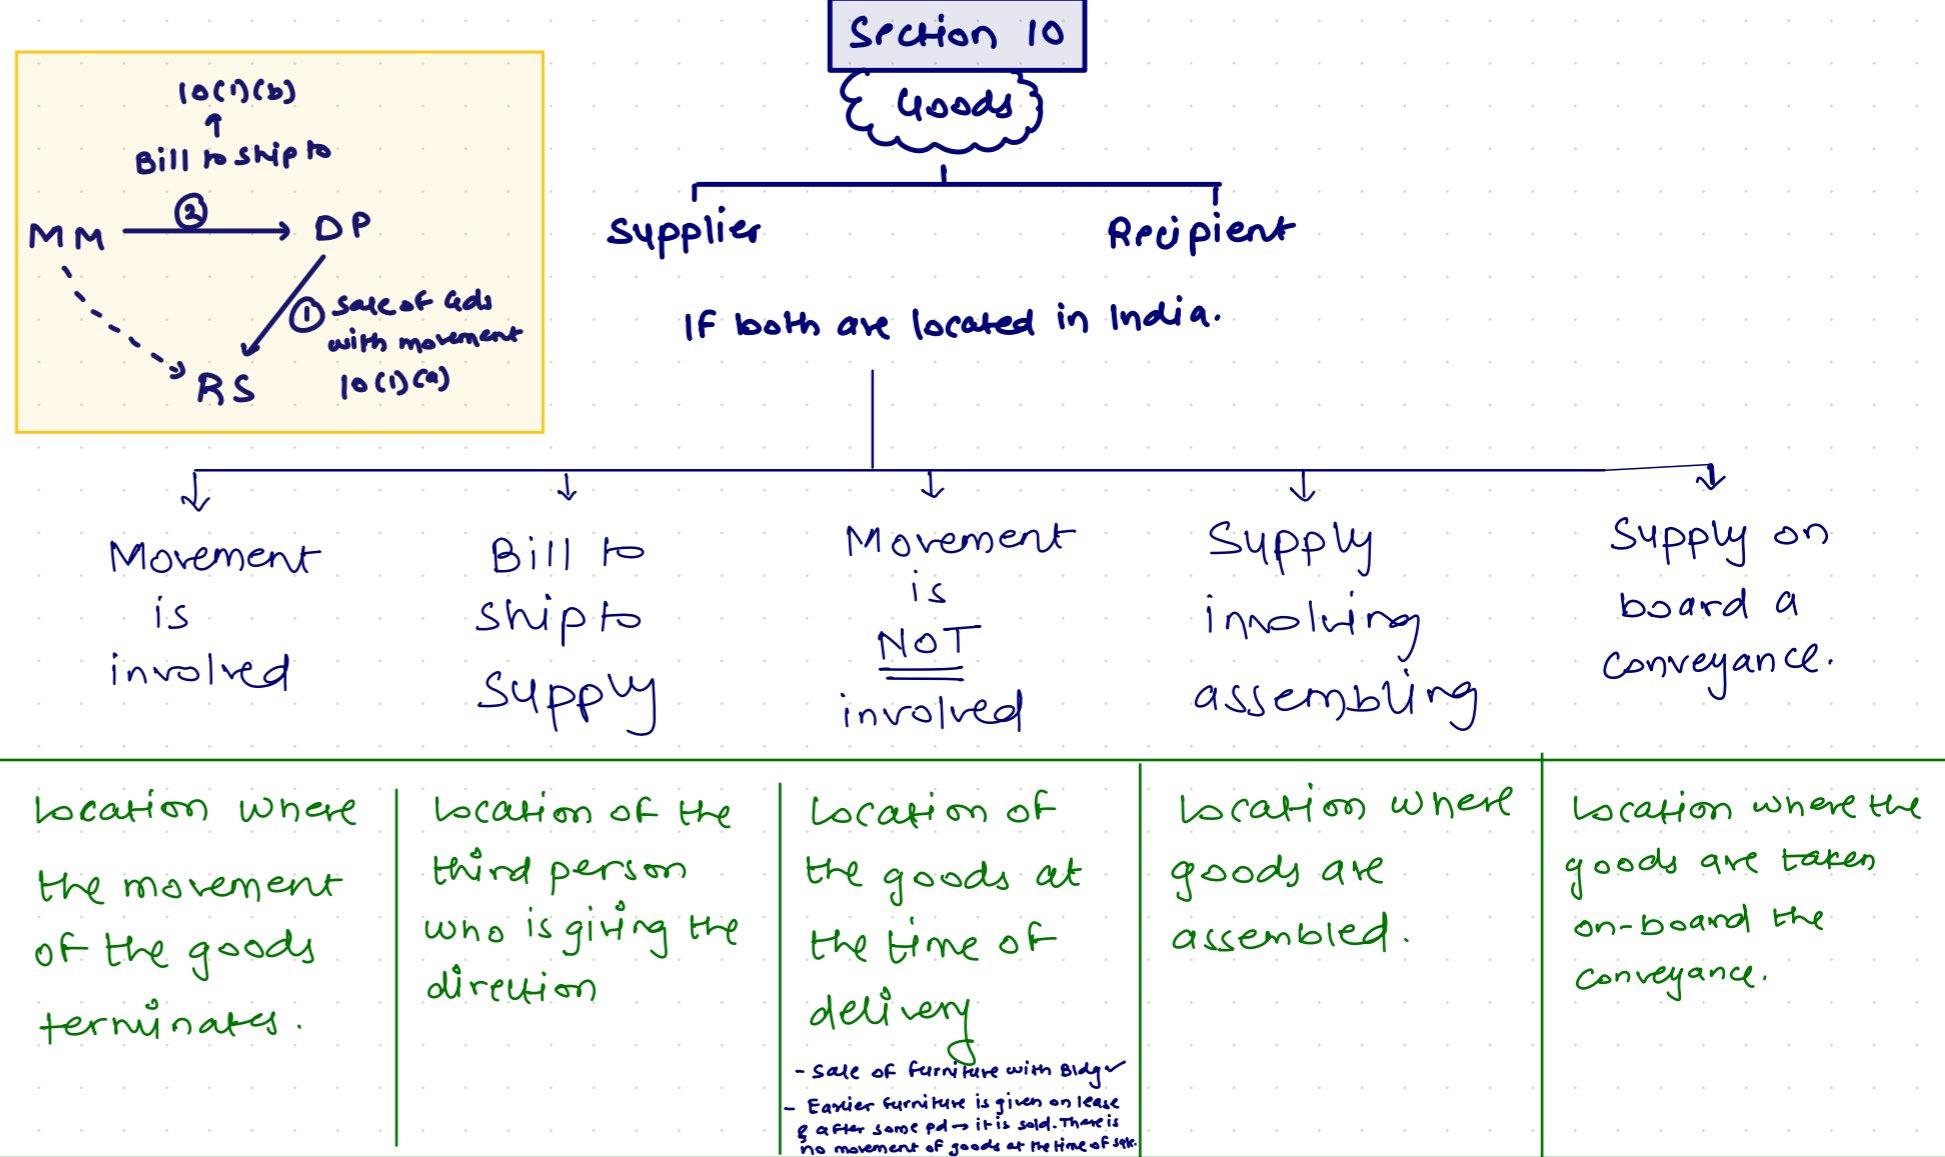 Section 10
Goods
10(1)(b)
Bill to ship to
MM
2
DP
1
Sale of Gds
with movement
10(1)(a)
RS
Supplier
Recipient
If both are located in India.
Movement
is
involved
Bill to
ship to
Supply
Movement
is
NOT
involved
Supply
involving
assembling
Supply on
board a
conveyance.
Location where
the movement
of the goods
terminates.
Location of the
third person
who is giving the
direction
Location of
the goods at
the time of
delivery
- Sale of furniture with Bldg
- Earlier furniture is given on lease
& after some pd → it is sold. There is
no movement of goods at the time of sale.
Location where
goods are
assembled.
Location where the
goods are taken
on-board the
conveyance.